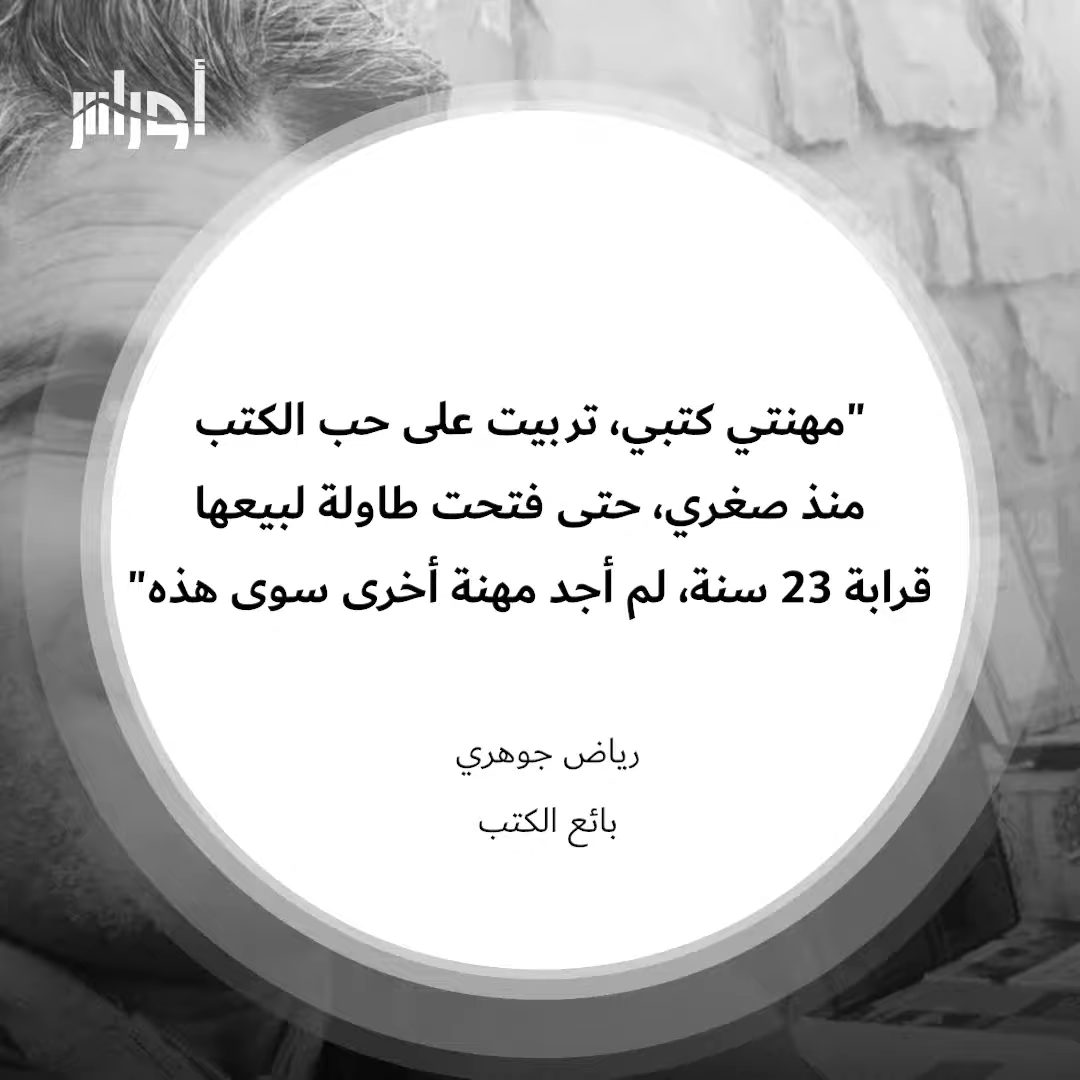 أوراس
"مهنتي كتبي، تربيت على حب الكتب
منذ صغري، حتى فتحت طاولة لبيعها
قرابة 23 سنة، لم أجد مهنة أخرى سوى هذه"
رياض جوهري
بائع الكتب